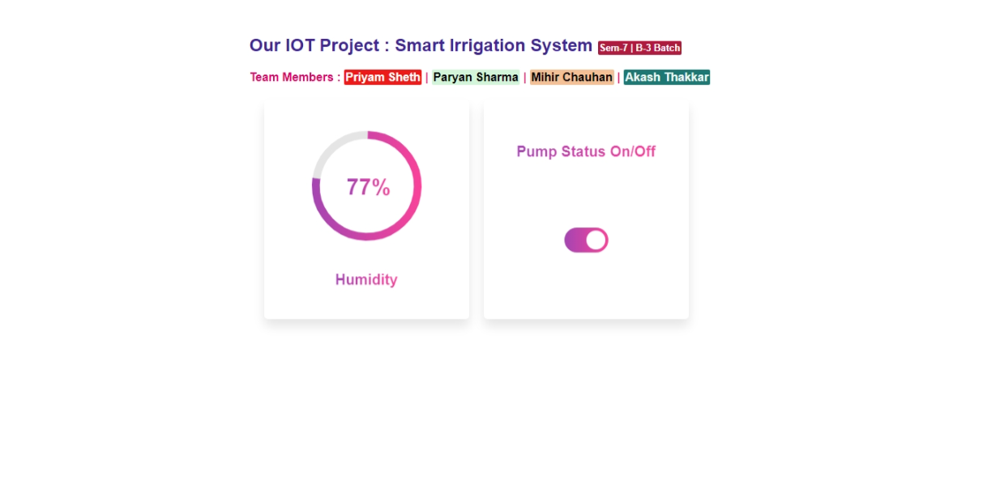 Our IOT Project : Smart Irrigation System Sem-7 | B-3 Batch
Team Members : Priyam Sheth | Paryan Sharma | Mihir Chauhan | Akash Thakkar
Pump Status On/Off
77%
Humidity